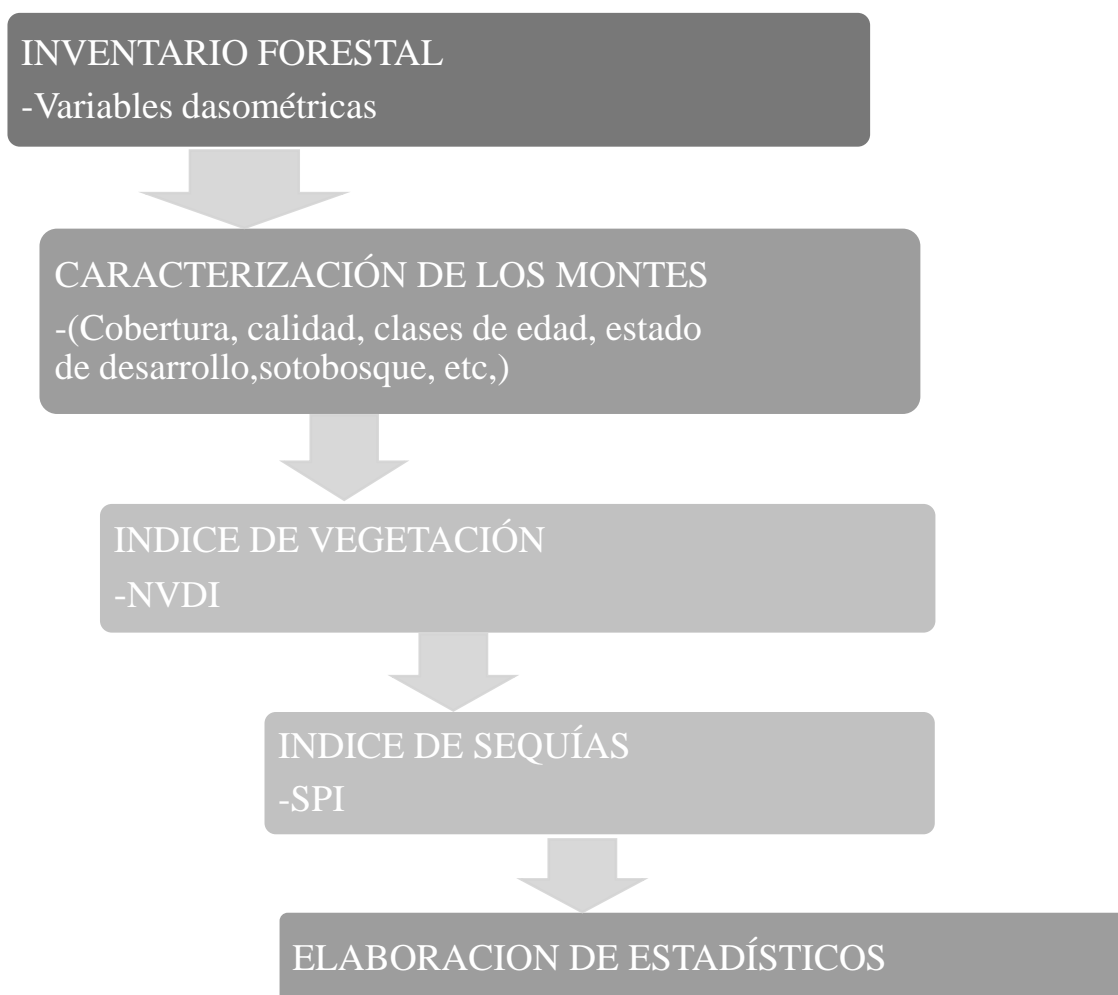 INVENTARIO FORESTAL
-Variables dasométricas
CARACTERIZACIÓN DE LOS MONTES
-(Cobertura, calidad, clases de edad, estado
de desarrollo,sotobosque, etc,)
INDICE DE VEGETACIÓN
-NVDI
INDICE DE SEQUÍAS
-SPI
ELABORACION DE ESTADÍSTICOS